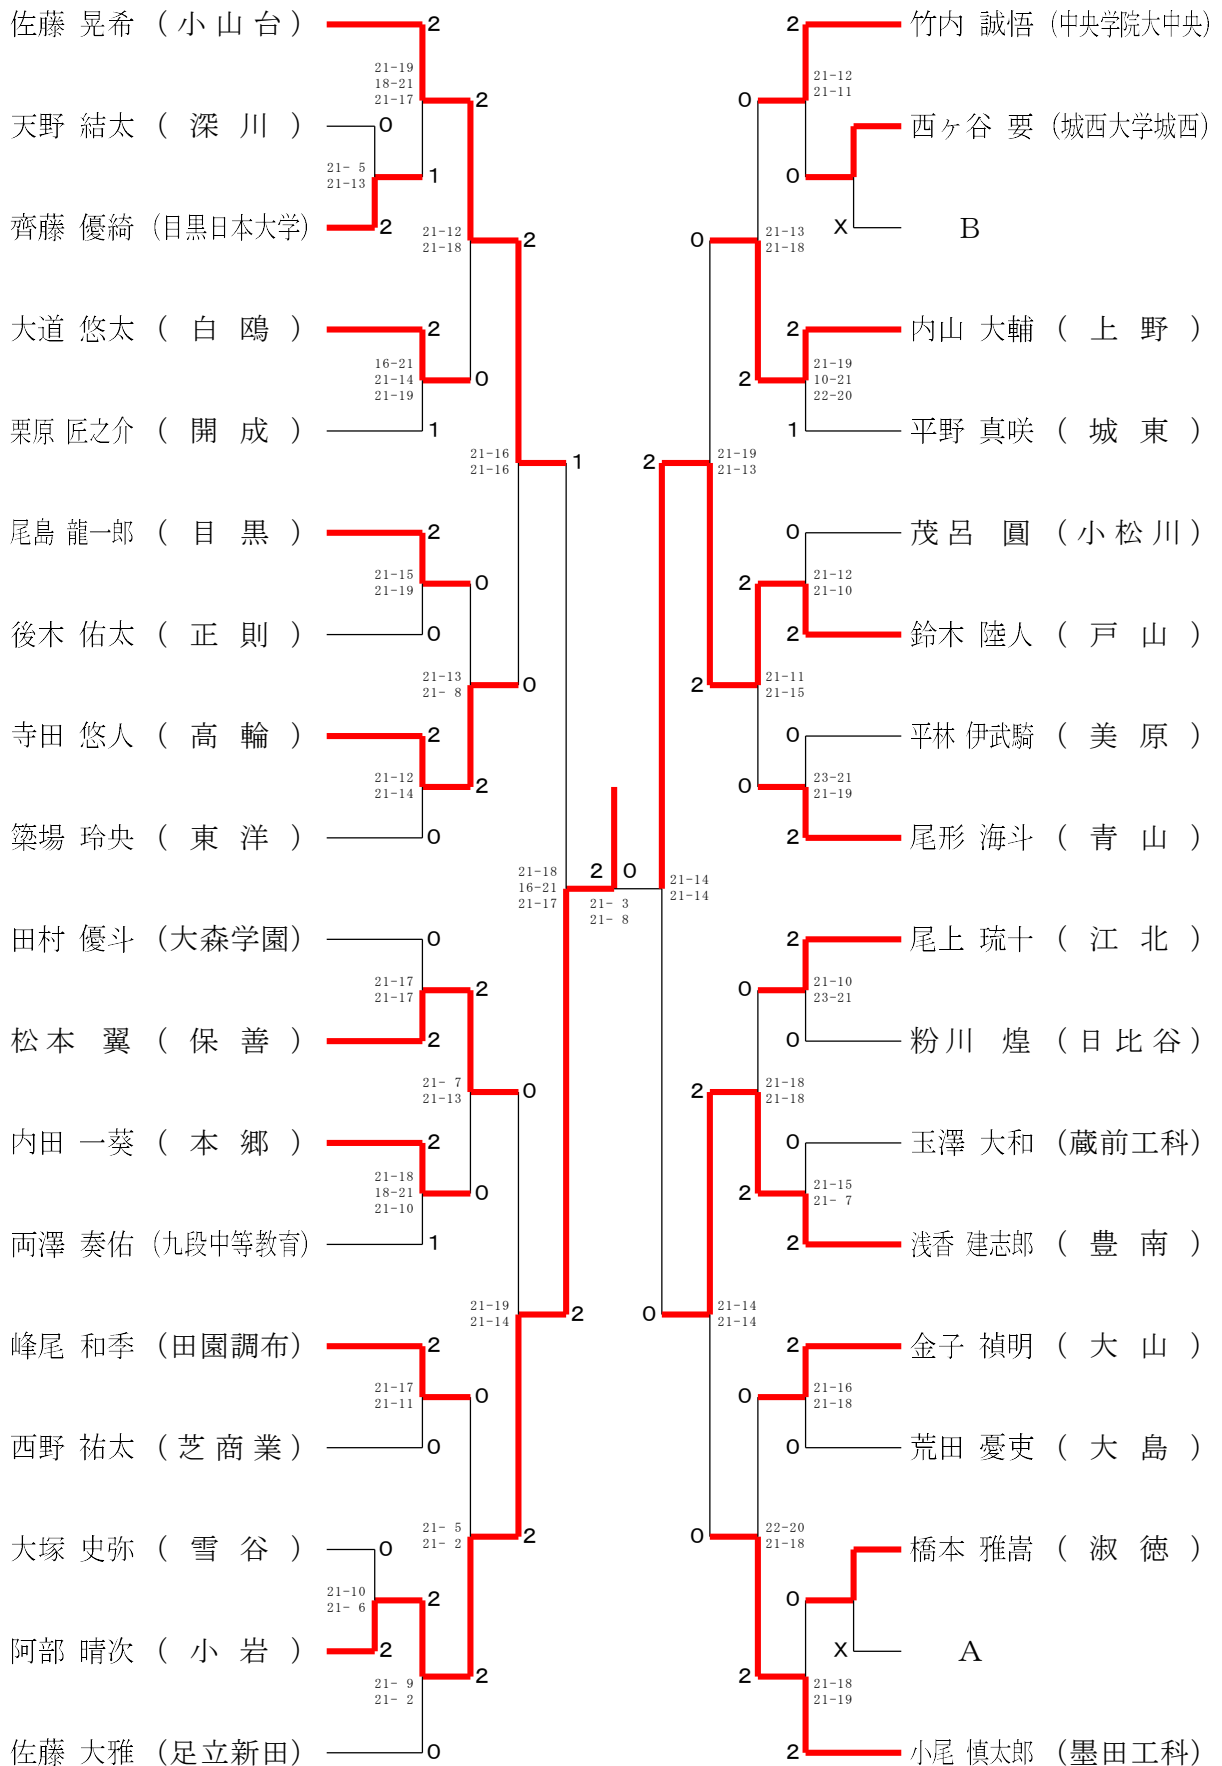 佐藤 晃希 (小山台) 2
21-19
18-21
21-17
2
天野 結太 (深川) 0
21- 5
21-13
1
齊藤 優綺 (目黒日本大学) 2
21-12
21-18
2
大道 悠太 (白鴎) 2
16-21
21-14
21-19
0
栗原 匠之介 (開成) 1
21-16
21-16
1
尾島 龍一郎 (目黒) 2
21-15
21-19
0
後木 佑太 (正則) 0
21-13
21- 8
0
寺田 悠人 (高輪) 2
21-12
21-14
2
簗場 玲央 (東洋) 0
21-18
16-21
21-17
2 0
21- 3
21- 8
田村 優斗 (大森学園) 0
21-17
21-17
2
松本 翼 (保善) 2
21- 7
21-13
0
内田 一葵 (本郷) 2
21-18
18-21
21-10
0
両澤 奏佑 (九段中等教育) 1
21-19
21-14
2
峰尾 和季 (田園調布) 2
21-17
21-11
0
西野 祐太 (芝商業) 0
21- 5
21- 2
2
大塚 史弥 (雪谷) 0
21-10
21- 6
2
阿部 晴次 (小岩) 2
21- 9
21- 2
2
佐藤 大雅 (足立新田) 0
2 竹内 誠悟 (中央学院大中央)
21-12
21-11
0
西ヶ谷 要 (城西大学城西)
0
X B
21-13
21-18
0
2 内山 大輔 (上野)
21-19
10-21
22-20
2
1 平野 真咲 (城東)
21-19
21-13
2
0 茂呂 圓 (小松川)
21-12
21-10
2
2 鈴木 陸人 (戸山)
21-11
21-15
2
0 平林 伊武騎 (美原)
23-21
21-19
0
2 尾形 海斗 (青山)
21-14
21-14
2 尾上 琉十 (江北)
21-10
23-21
0
0 粉川 煌 (日比谷)
21-18
21-18
2
0 玉澤 大和 (蔵前工科)
21-15
21- 7
2
2 浅香 建志郎 (豊南)
21-14
21-14
0
2 金子 禎明 (大山)
21-16
21-18
0
0 荒田 憂吏 (大島)
22-20
21-18
0
橋本 雅嵩 (淑徳)
0
X A
21-18
21-19
2
2 小尾 慎太郎 (墨田工科)